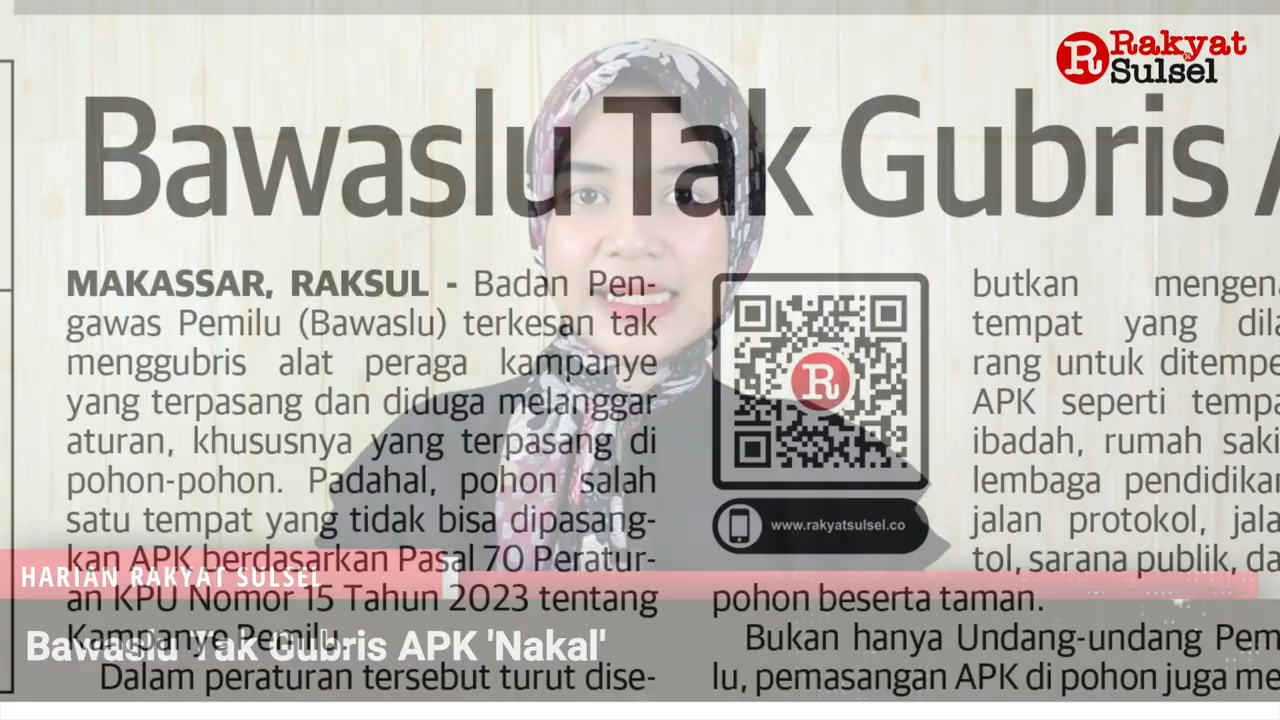 Rakyat
Sulsel
Bawaslu Tak Gubris A
MAKASSAR, RAKSUL - Badan Pen-
gawas Pemilu (Bawaslu) terkesan tak
menggubris alat peraga kampanye
yang terpasang dan diduga melanggar
aturan, khususnya yang terpasang di
pohon-pohon. Padahal, pohon salah
satu tempat yang tidak bisa dipasang-
kan APK berdasarkan Pasal 70 Peratur-
an KPU Nomor 15 Tahun 2023 tentang
Kampanye Pemilu.
Dalam peraturan tersebut turut dise-
R
www.rakyatsulsel.co
butkan mengena
tempat yang dila
rang untuk ditempe
APK seperti tempa
ibadah, rumah saki
lembaga pendidikan
jalan protokol, jala
tol, sarana publik, da
pohon beserta taman.
Bukan hanya Undang-undang Pem
lu, pemasangan APK di pohon juga me
HARIAN RAKYAT SULSEL
Bawaslu Tak Gubris APK 'Nakal'